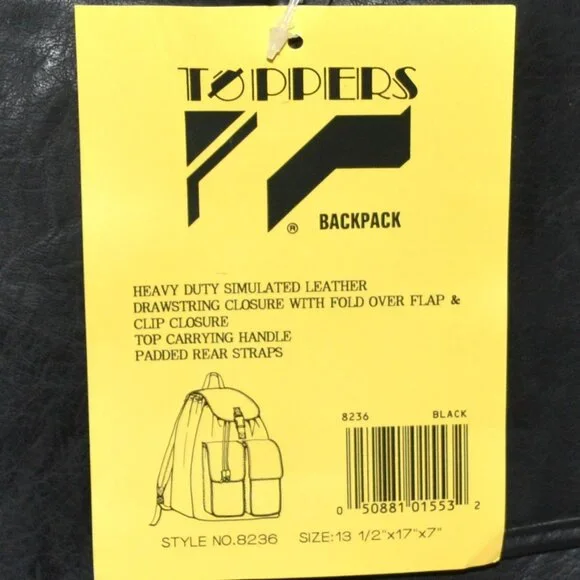 TOPPERS
® BACKPACK
HEAVY DUTY SIMULATED LEATHER
DRAWSTRING CLOSURE WITH FOLD OVER FLAP &
CLIP CLOSURE
TOP CARRYING HANDLE
PADDED REAR STRAPS
8236 BLACK
0 50881 01553 2
STYLE NO.8236 SIZE:13 1/2"x17"x7"